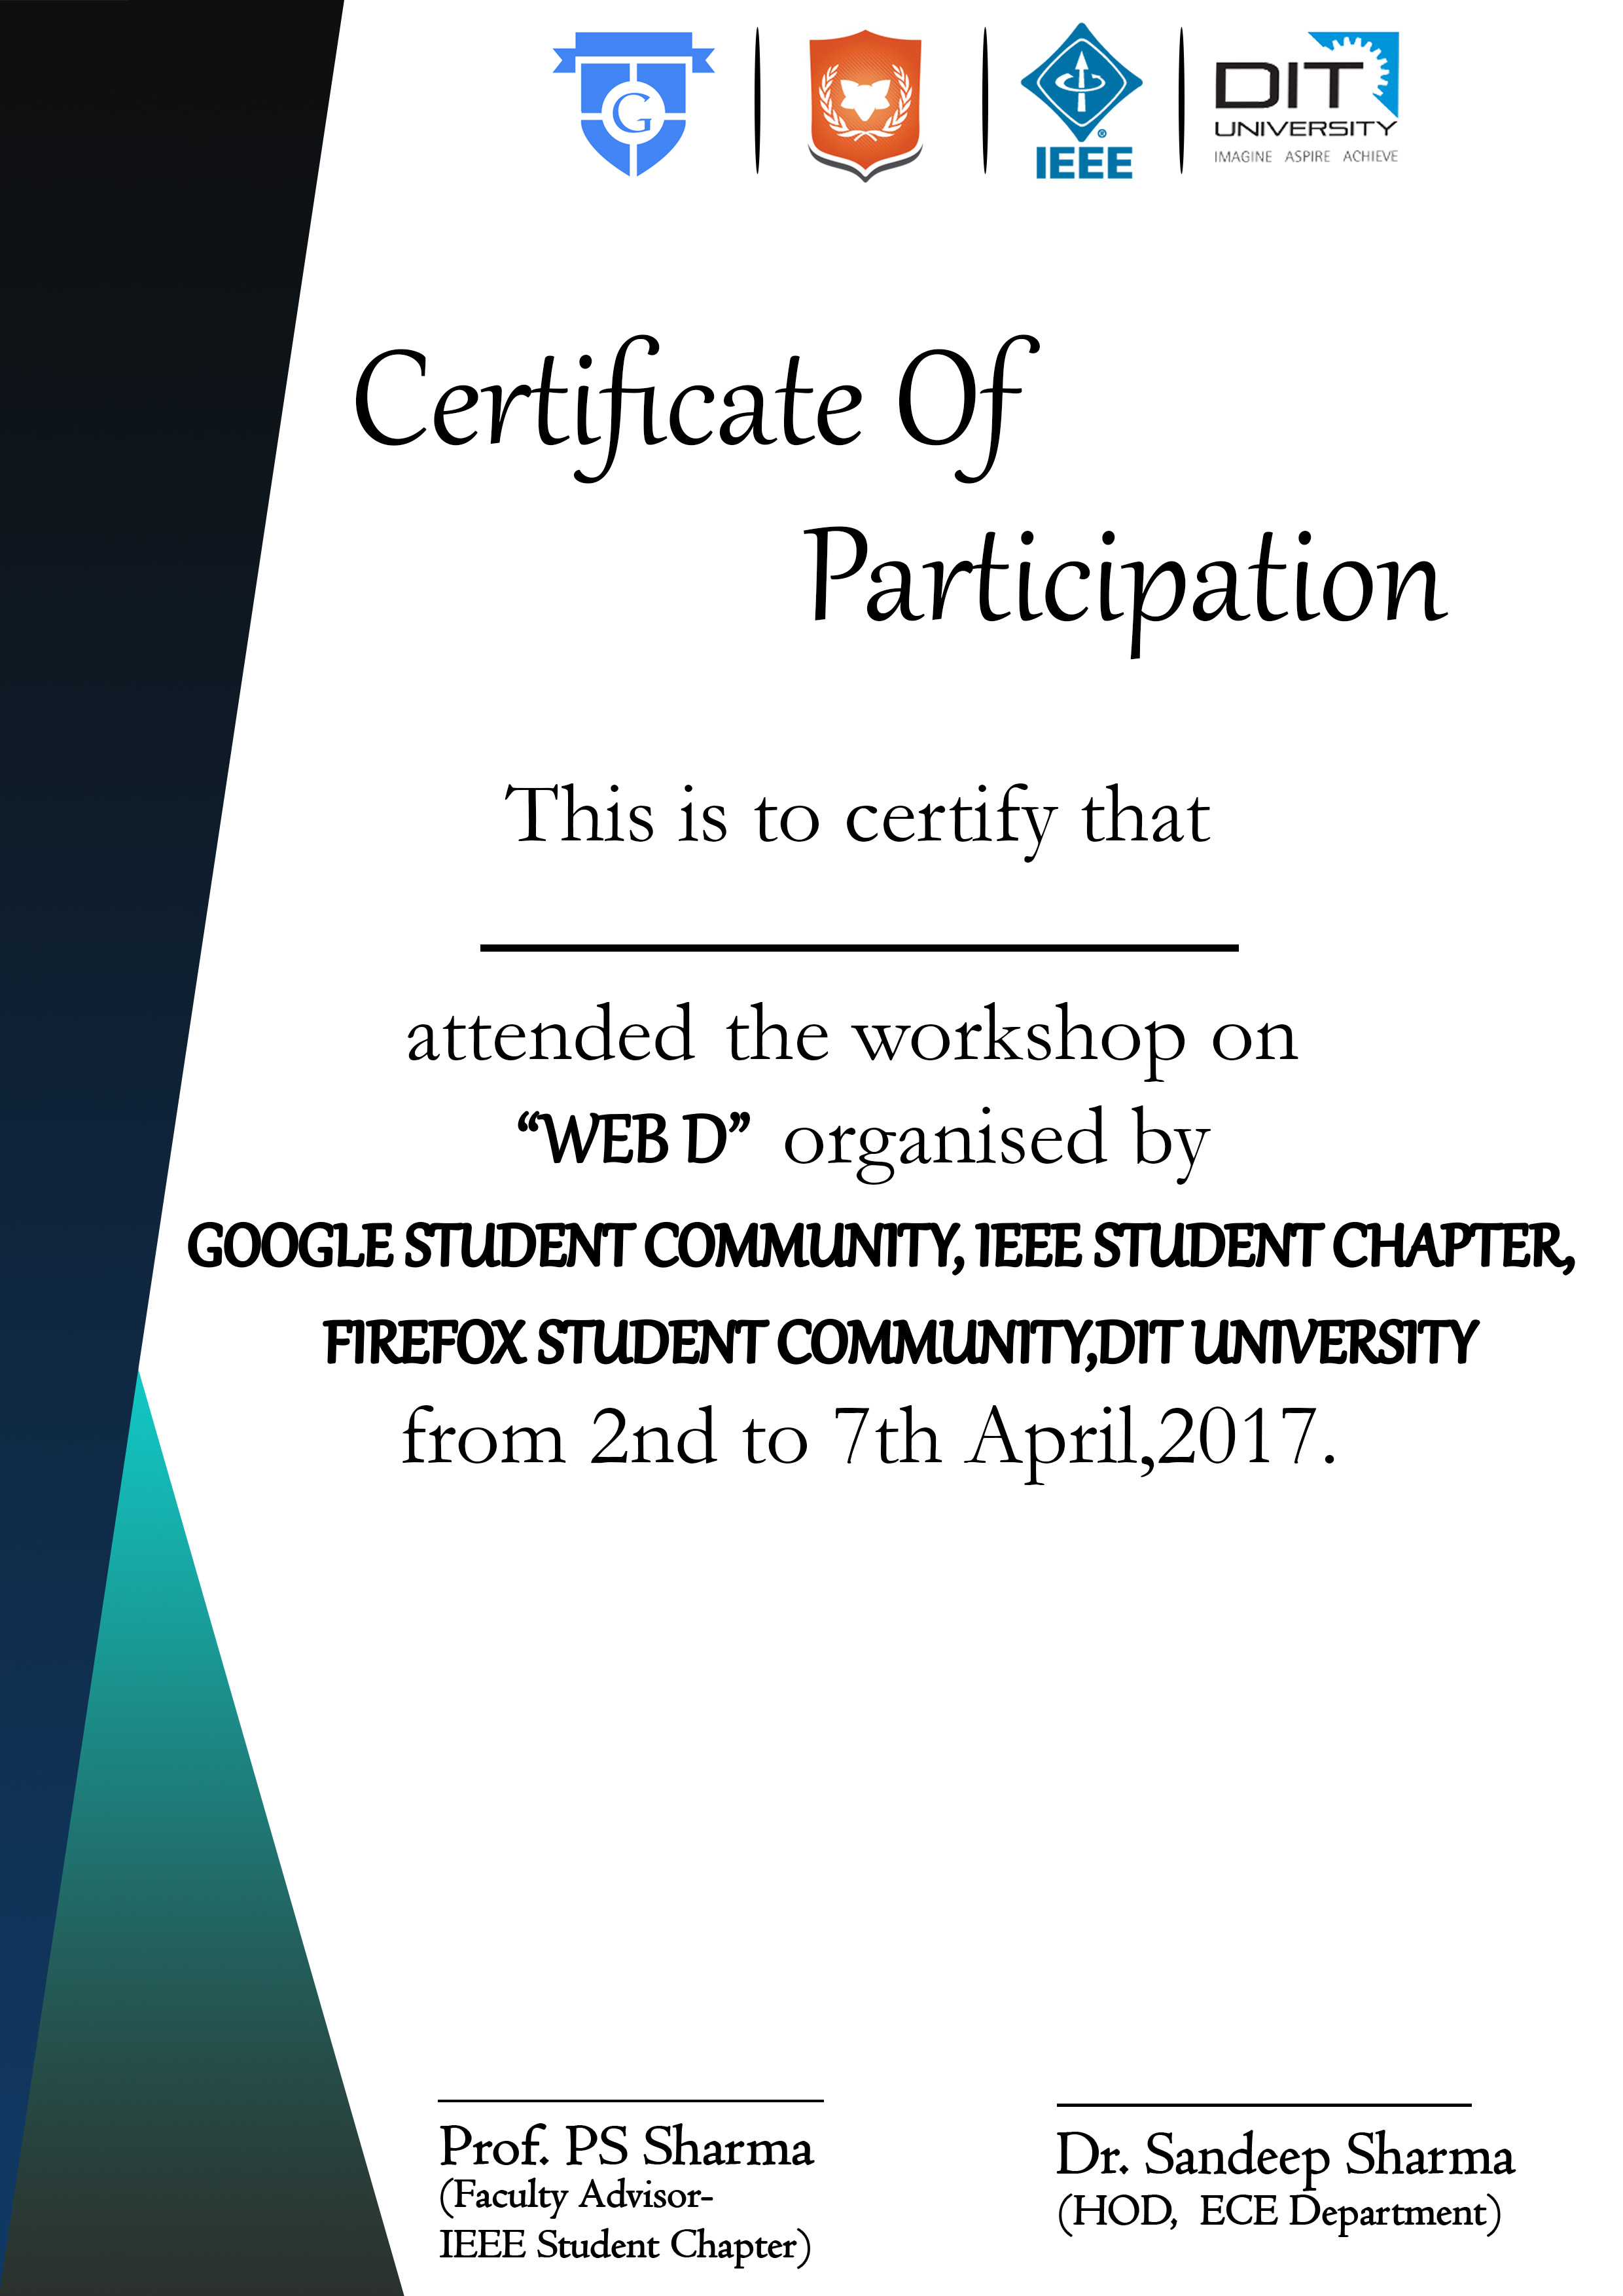 G
IEEE
®
DIT
UNIVERSITY
IMAGINE ASPIRE ACHIEVE
Certificate Of
Participation
This is to certify that
attended the workshop on
“WEB D” organised by
GOOGLE STUDENT COMMUNITY, IEEE STUDENT CHAPTER,
FIREFOX STUDENT COMMUNITY,DIT UNIVERSITY
from 2nd to 7th April,2017.
Prof. PS Sharma
(Faculty Advisor-
IEEE Student Chapter)
Dr. Sandeep Sharma
(HOD, ECE Department)